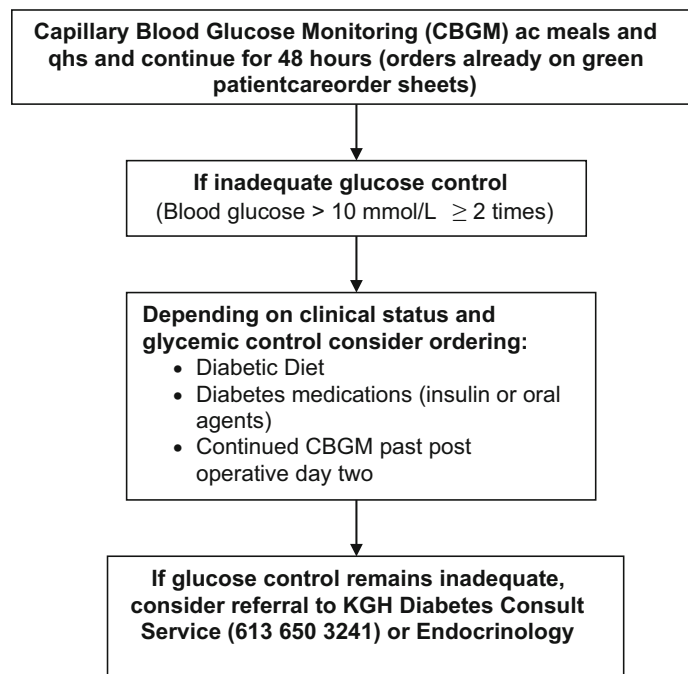 Capillary Blood Glucose Monitoring (CBGM) ac meals and
qhs and continue for 48 hours (orders already on green
patientcareorder sheets)
If inadequate glucose control
(Blood glucose > 10 mmol/L ≥ 2 times)
Depending on clinical status and
glycemic control consider ordering:
• Diabetic Diet
• Diabetes medications (insulin or oral
agents)
• Continued CBGM past post
operative day two
If glucose control remains inadequate,
consider referral to KGH Diabetes Consult
Service (613 650 3241) or Endocrinology